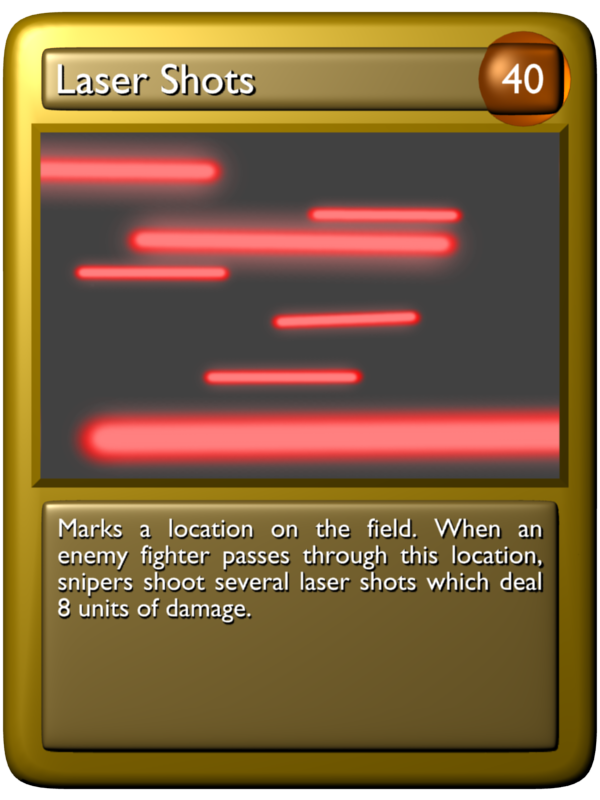 Laser Shots
40
Marks a location on the field. When an
enemy fighter passes through this location,
snipers shoot several laser shots which deal
8 units of damage.